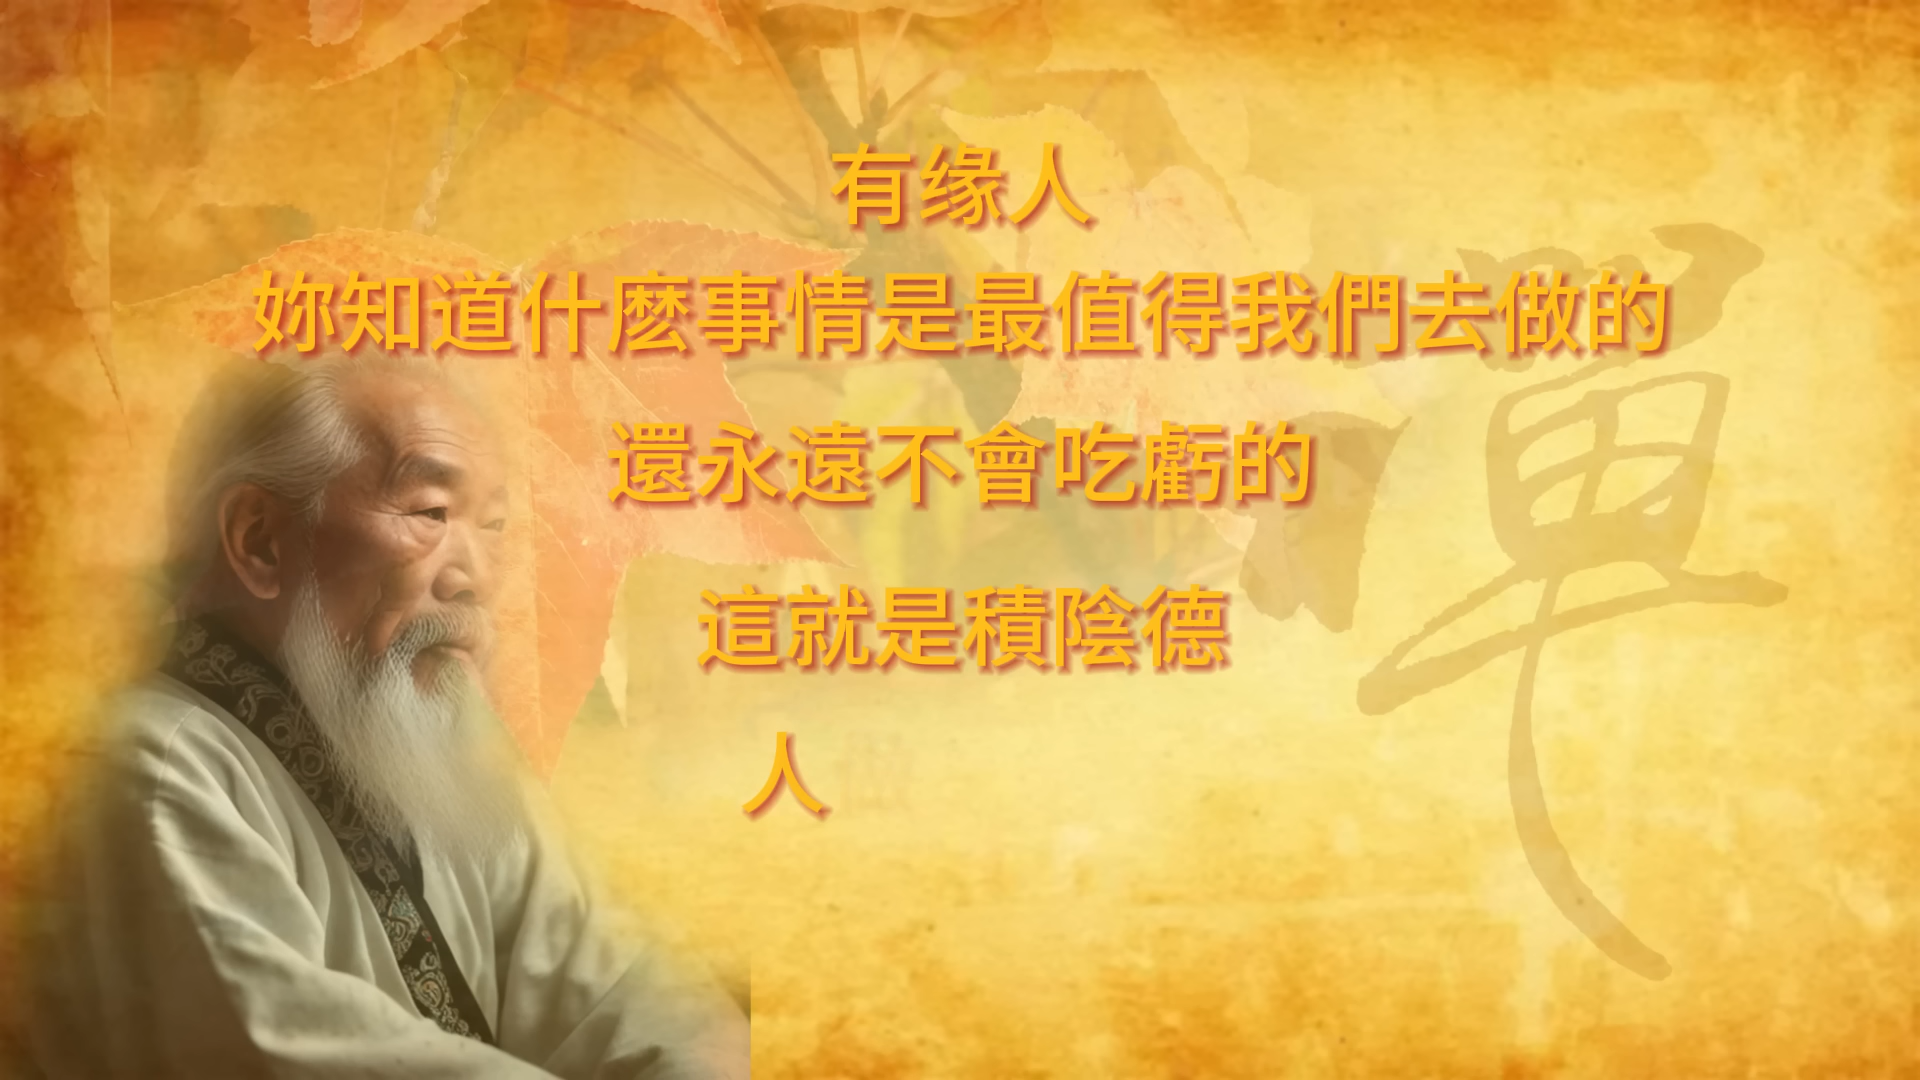 有缘人
妳知道什麽事情是最值得我們去做的
還永遠不會吃虧的
這就是積陰德
人